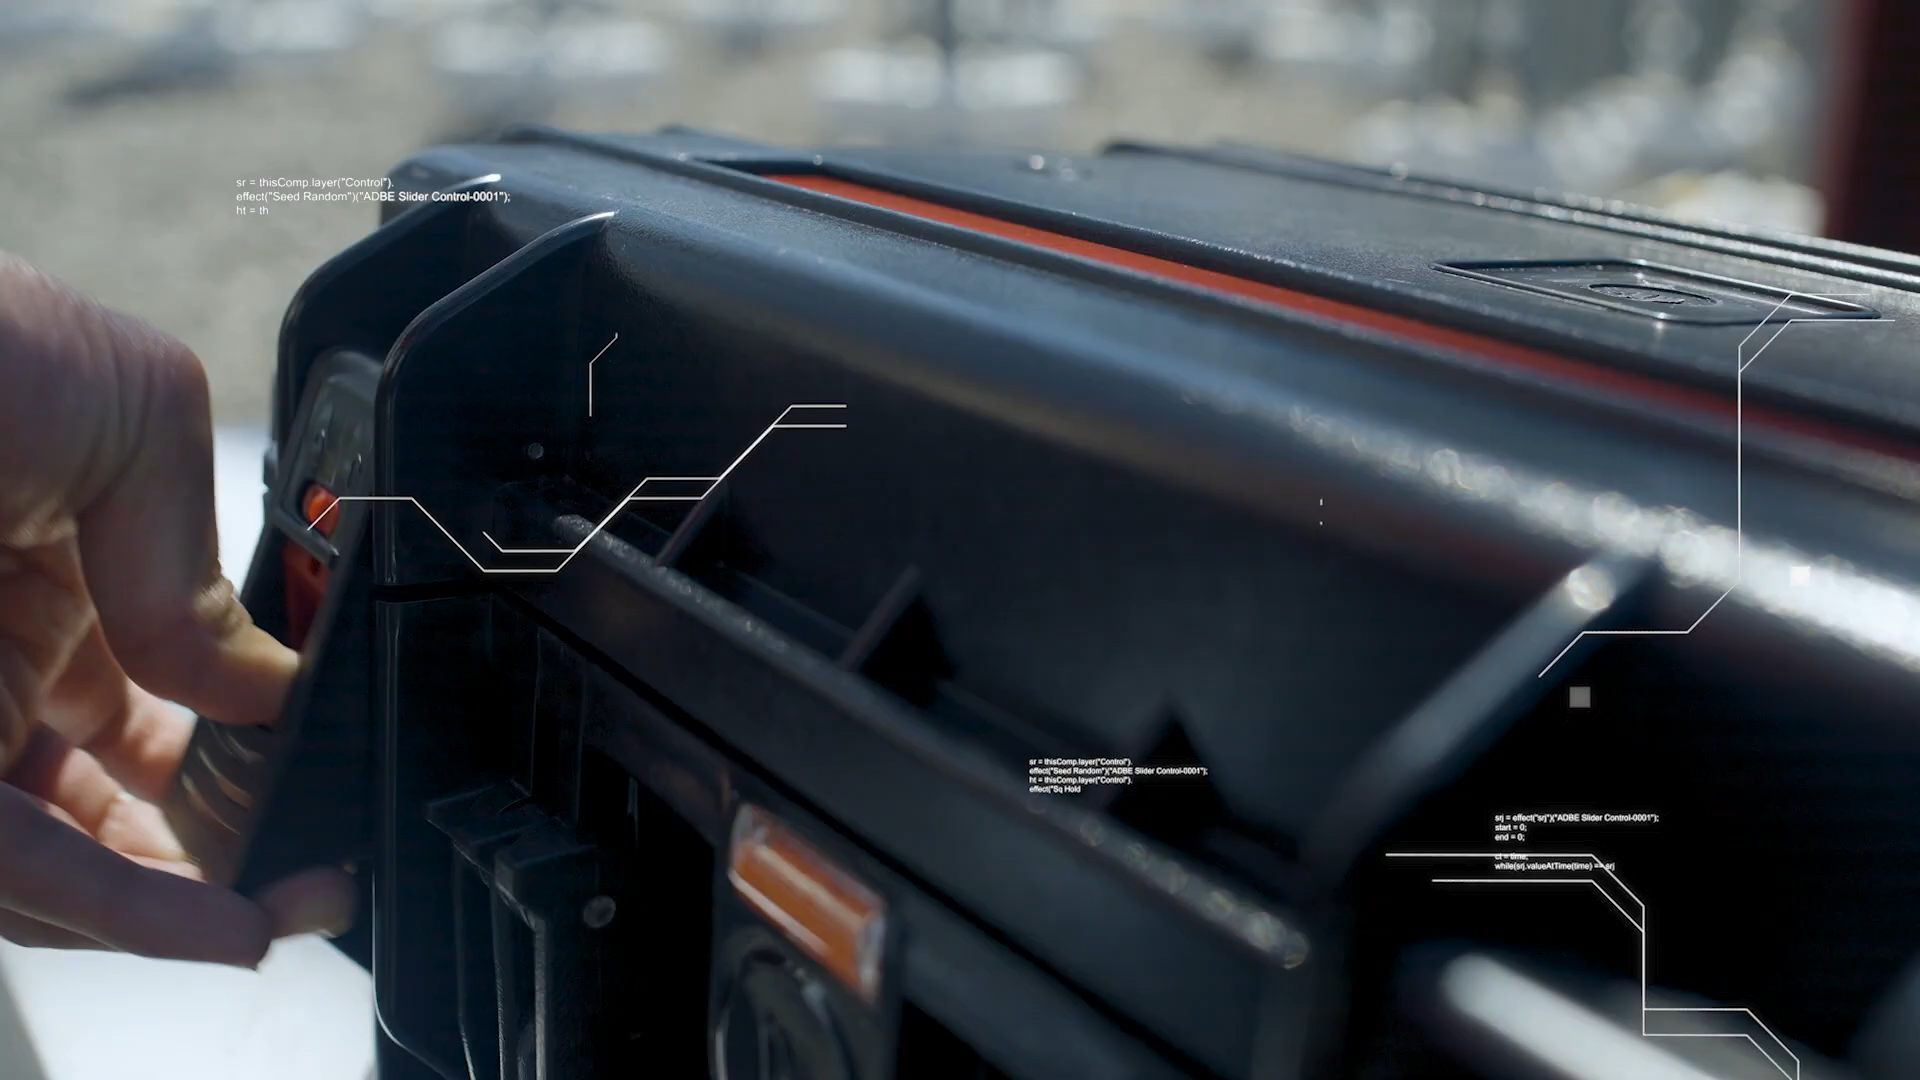 sr = thisComp.layer("Control").
effect("Seed Random")("ADBE Slider Control-0001");
ht = th
sr = thisComp.layer("Control").
effect("Seed Random")("ADBE Slider Control-0001");
ht = thisComp.layer("Control").
effect("Sq Hold
srj = effect("srj")("ADBE Slider Control-0001");
start = 0;
end = 0;
ct = time;
while(srj.valueAtTime(time) == srj